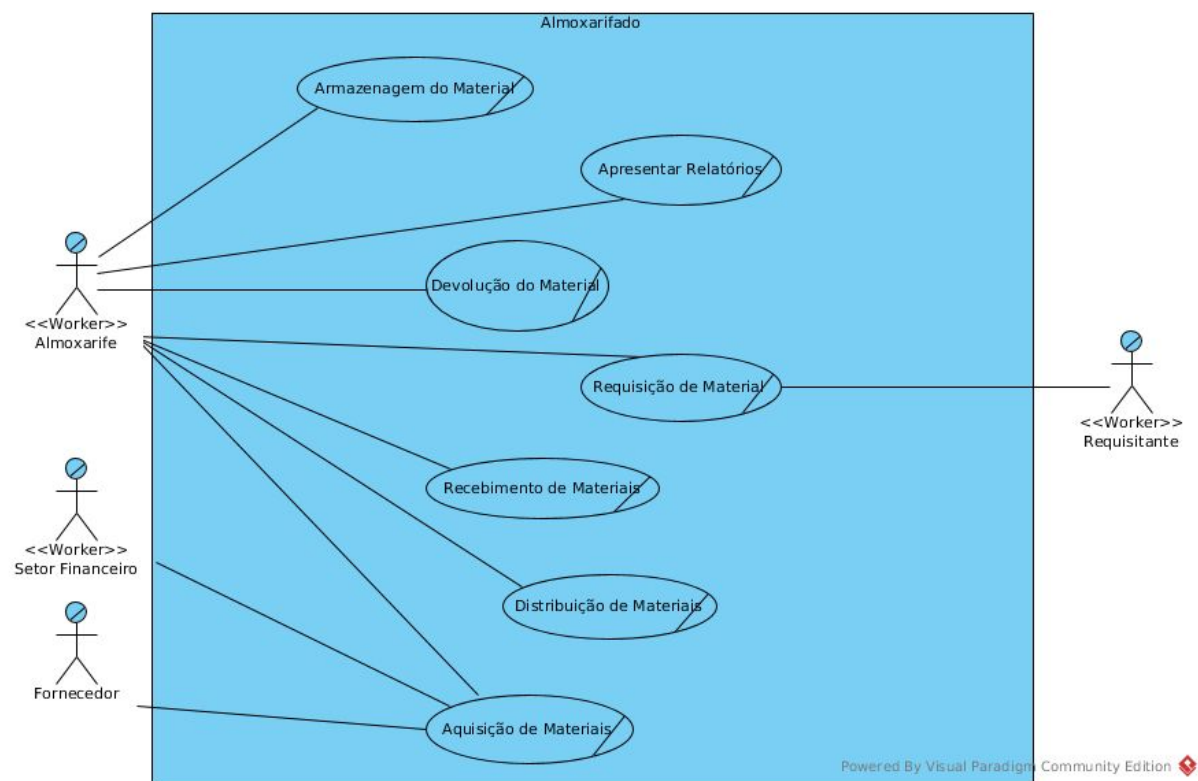 Almoxarifado
Armazenagem do Material
Apresentar Relatórios
Devolução do Material
<<Worker>>
Almoxarife
Requisição de Material
<<Worker>>
Requisitante
Recebimento de Materiais
<<Worker>>
Setor Financeiro
Distribuição de Materiais
Fornecedor
Aquisição de Materiais
Powered By Visual Paradigm Community Edition